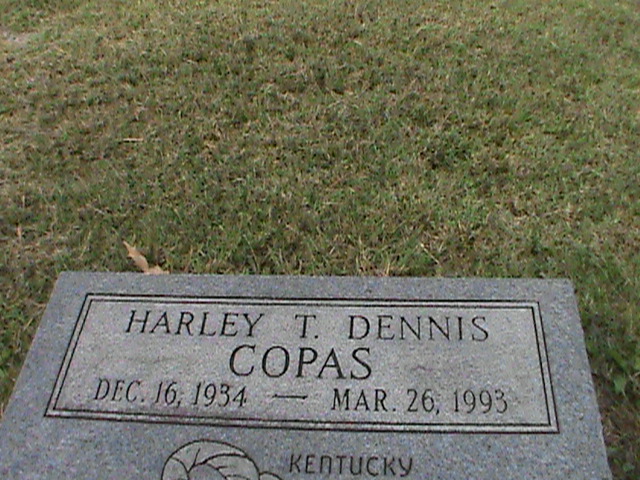 HARLEY T. DENNIS
COPAS
DEC. 16, 1934 — MAR. 26, 1993
KENTUCKY